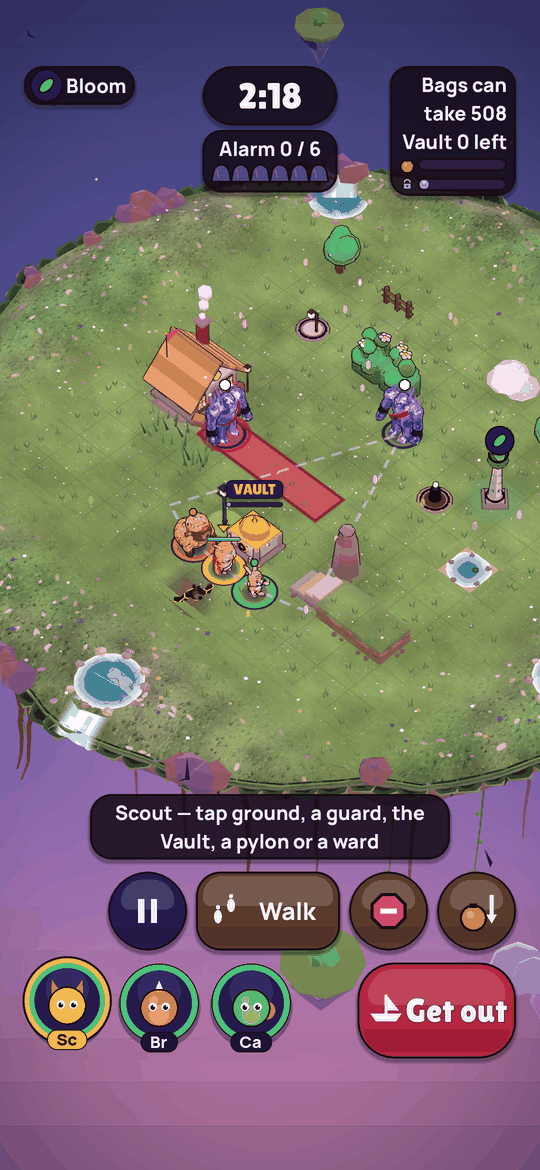 Bloom
2:18
Alarm 0 / 6
Bags can
take 508
Vault 0 left
VAULT
Scout — tap ground, a guard, the
Vault, a pylon or a ward
Walk
Sc
Br
Ca
Get out